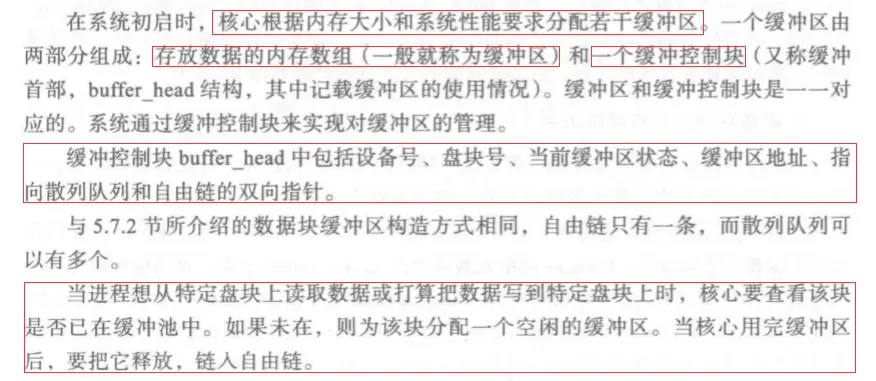 在系统初启时，核心根据内存大小和系统性能要求分配若干缓冲区。一个缓冲区由
两部分组成：存放数据的内存数组（一般就称为缓冲区）和一个缓冲控制块（又称缓冲
首部，buffer_head 结构，其中记载缓冲区的使用情况）。缓冲区和缓冲控制块是一一对
应的。系统通过缓冲控制块来实现对缓冲区的管理。
缓冲控制块 buffer_head 中包括设备号、盘块号、当前缓冲区状态、缓冲区地址、指
向散列队列和自由链的双向指针。
与 5.7.2 节所介绍的数据块缓冲区构造方式相同，自由链只有一条，而散列队列可
以有多个。
当进程想从特定盘块上读取数据或打算把数据写到特定盘块上时，核心要查看该块
是否已在缓冲池中。如果未在，则为该块分配一个空闲的缓冲区。当核心用完缓冲区
后，要把它释放，链入自由链。